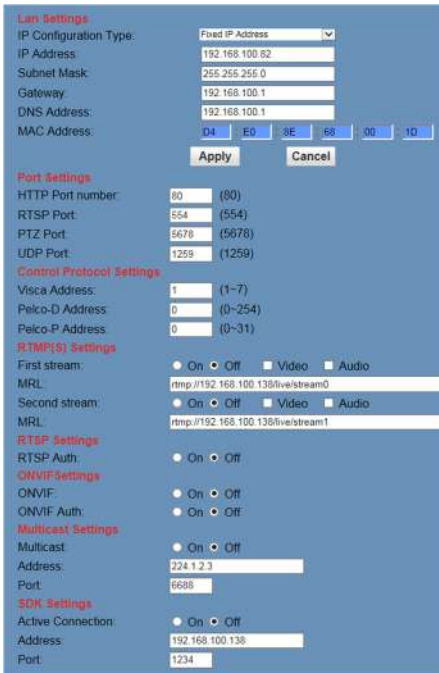 Lan Settings
IP Configuration Type: Fixed IP Address
IP Address: 192.168.100.82
Subnet Mask: 255.255.255.0
Gateway: 192.168.100.1
DNS Address: 192.168.100.1
MAC Address: D4 : E0 : 8E : 68 : 00 : 1D
Apply Cancel
Port Settings
HTTP Port number: 80 (80)
RTSP Port: 554 (554)
PTZ Port: 5678 (5678)
UDP Port: 1259 (1259)
Control Protocol Settings
Visca Address: 1 (1~7)
Pelco-D Address: 0 (0~254)
Pelco-P Address: 0 (0~31)
RTMP(S) Settings
First stream: On Off Video Audio
MRL: rtmp://192.168.100.138/live/stream0
Second stream: On Off Video Audio
MRL: rtmp://192.168.100.138/live/stream1
RTSP Settings
RTSP Auth: On Off
ONVIFSettings
ONVIF: On Off
ONVIF Auth: On Off
Multicast Settings
Multicast: On Off
Address: 224.1.2.3
Port: 6688
SDK Settings
Active Connection: On Off
Address: 192.168.100.138
Port: 1234